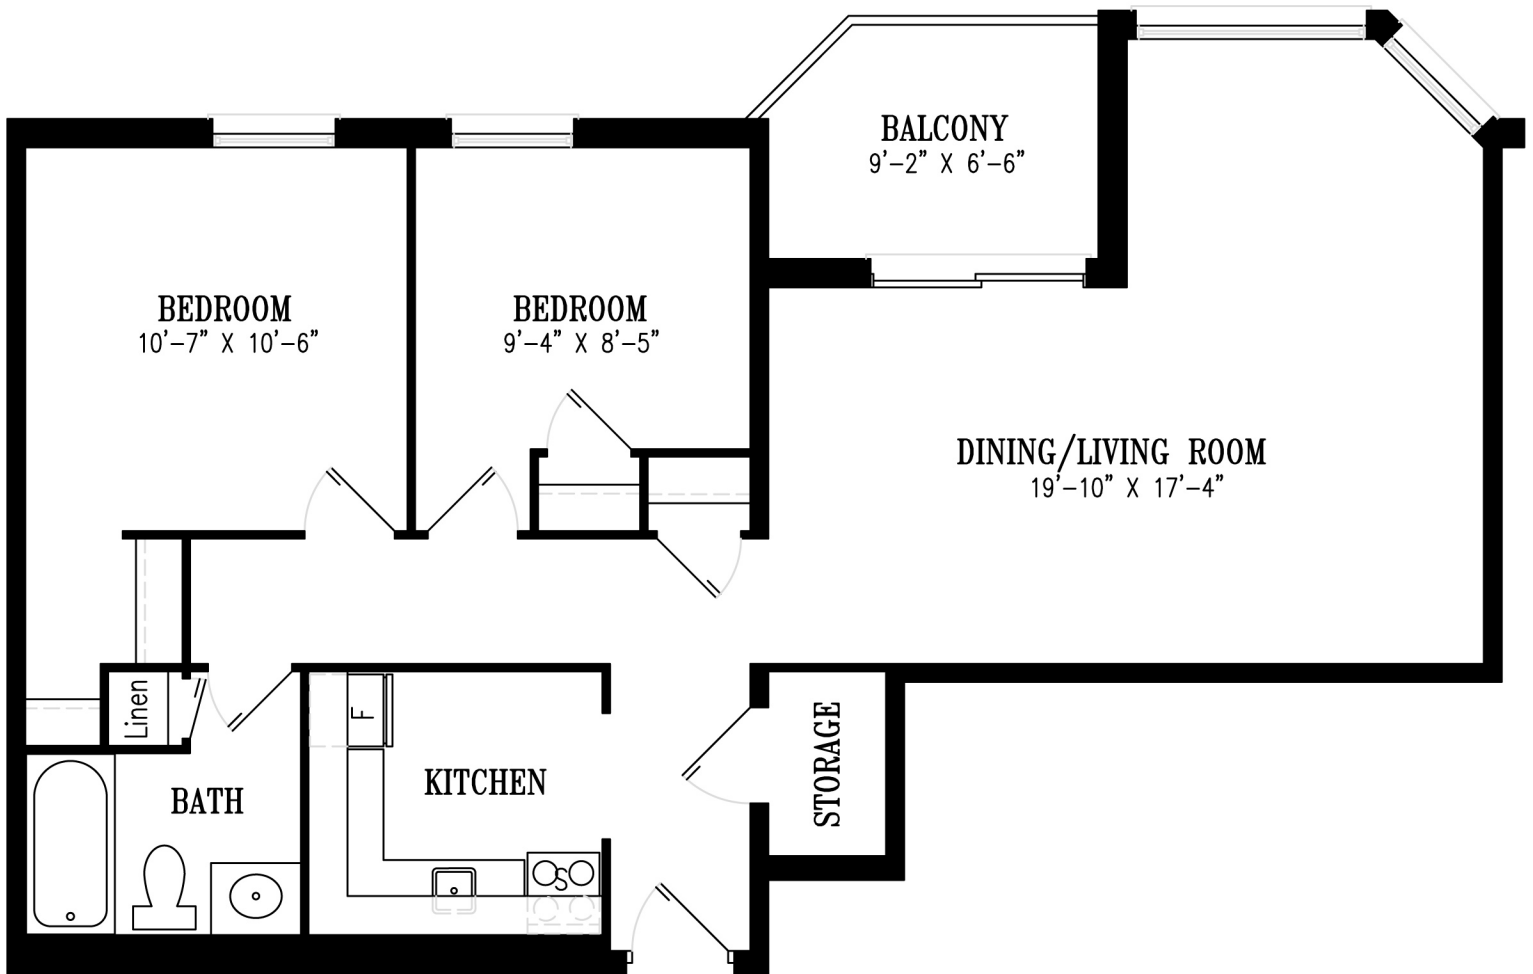 BALCONY
9'-2" X 6'-6"
BEDROOM
10'-7" X 10'-6"
BEDROOM
9'-4" X 8'-5"
DINING/LIVING ROOM
19'-10" X 17'-4"
Linen
F
KITCHEN
STORAGE
BATH
S